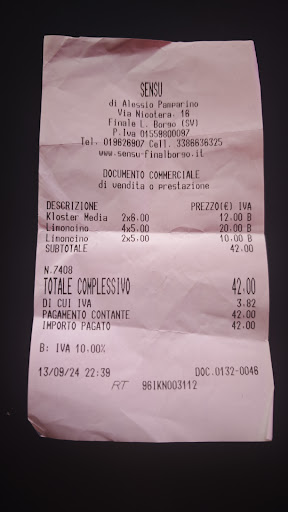 SENSU
di Alessio Pamparino
Via Nicotera, 16
Finale L. Borgo (SV)
P.Iva 01559800097
Tel. 019626907 Cell. 3386636325
www.sensu-finalborgo.it
DOCUMENTO COMMERCIALE
di vendita o prestazione
DESCRIZIONE PREZZO(€) IVA
Kloster Media 2x6.00 12.00 B
Limoncino 4x5.00 20.00 B
Limoncino 2x5.00 10.00 B
SUBTOTALE 42.00
N.7408
TOTALE COMPLESSIVO 42.00
DI CUI IVA 3.82
PAGAMENTO CONTANTE 42.00
IMPORTO PAGATO 42.00
B: IVA 10.00%
13/09/24 22:39 DOC.0132-0046
RT 96IKN003112